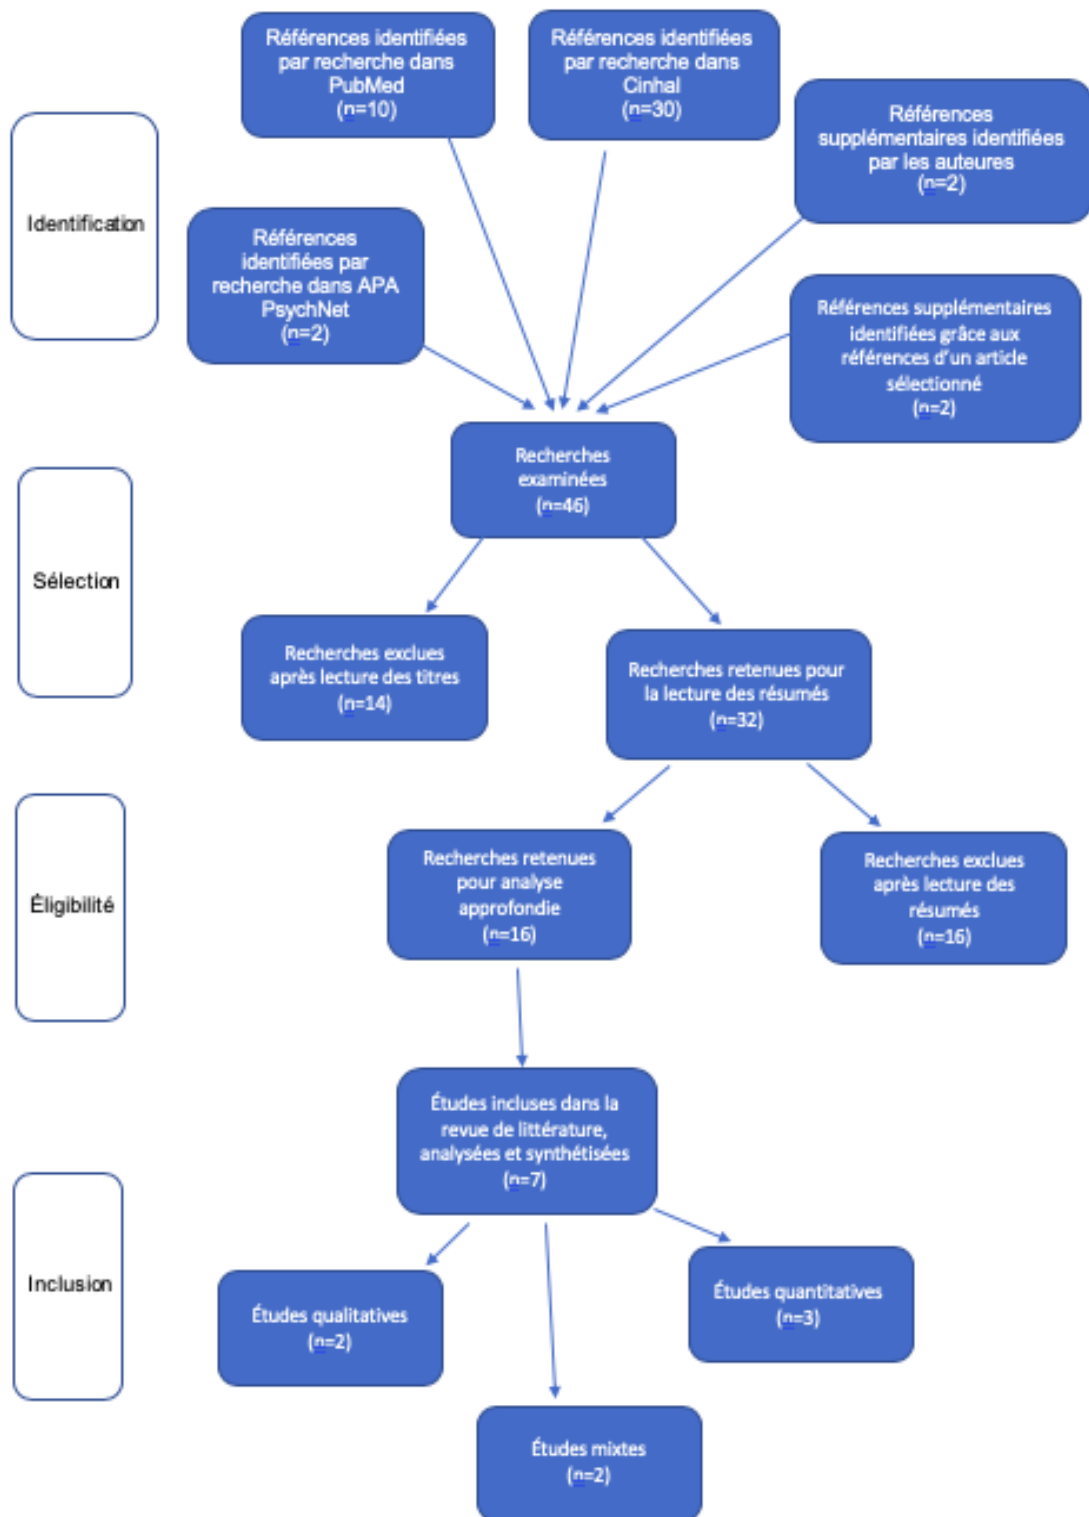 Références identifiées
par recherche dans
PubMed
(n=10)
Références identifiées
par recherche dans
Cinhal
(n=30)
Références
supplémentaires identifiées
par les auteures
(n=2)
Identification
Références
identifiées par
recherche dans APA
PsychNet
(n=2)
Références supplémentaires
identifiées grâce aux
références d'un article
sélectionné
(n=2)
Recherches
examinées
(n=46)
Sélection
Recherches exclues
après lecture des titres
(n=14)
Recherches retenues pour
la lecture des résumés
(n=32)
Éligibilité
Recherches retenues
pour analyse
approfondie
(n=16)
Recherches exclues
après lecture des
résumés
(n=16)
Études incluses dans la
revue de littérature,
analysées et synthétisées
(n=7)
Inclusion
Études qualitatives
(n=2)
Études quantitatives
(n=3)
Études mixtes
(n=2)